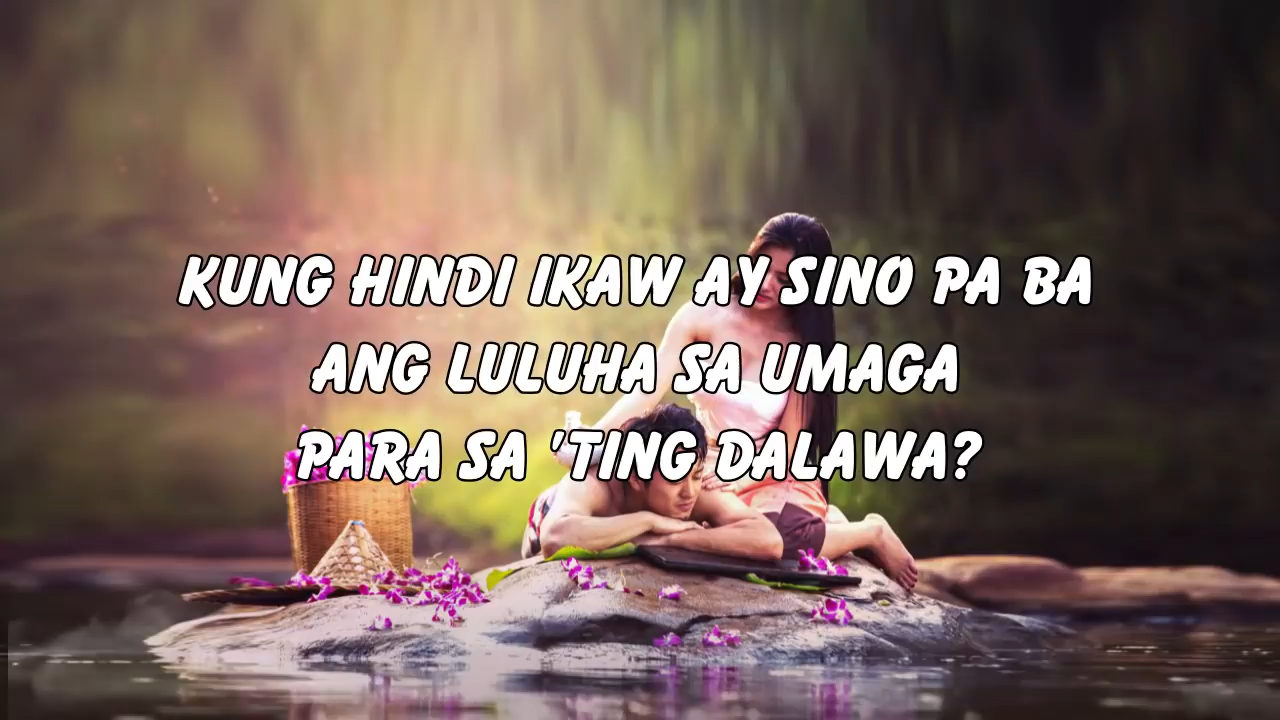 KUNG HINDI IKAW AY SINO PA BA
ANG LULUHA SA UMAGA
PARA SA 'TING DALAWA?